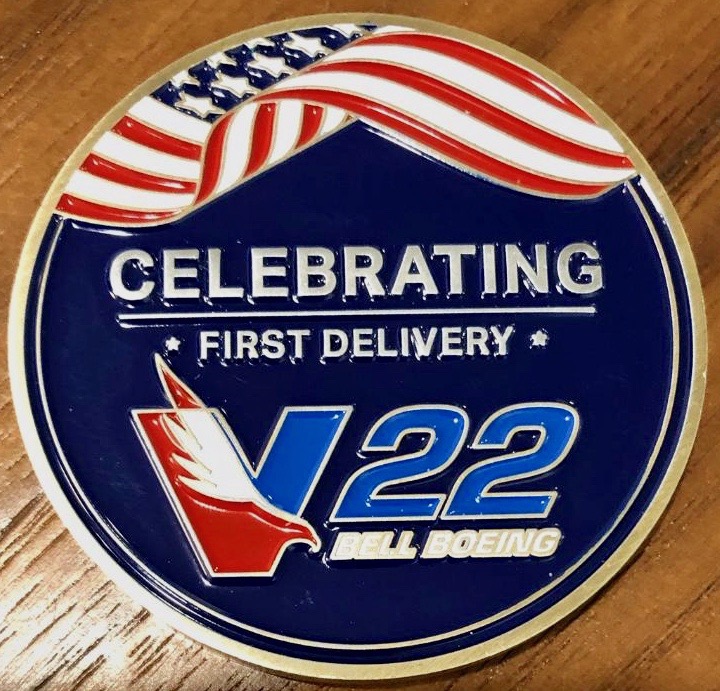 CELEBRATING
* FIRST DELIVERY *
V22
BELL BOEING